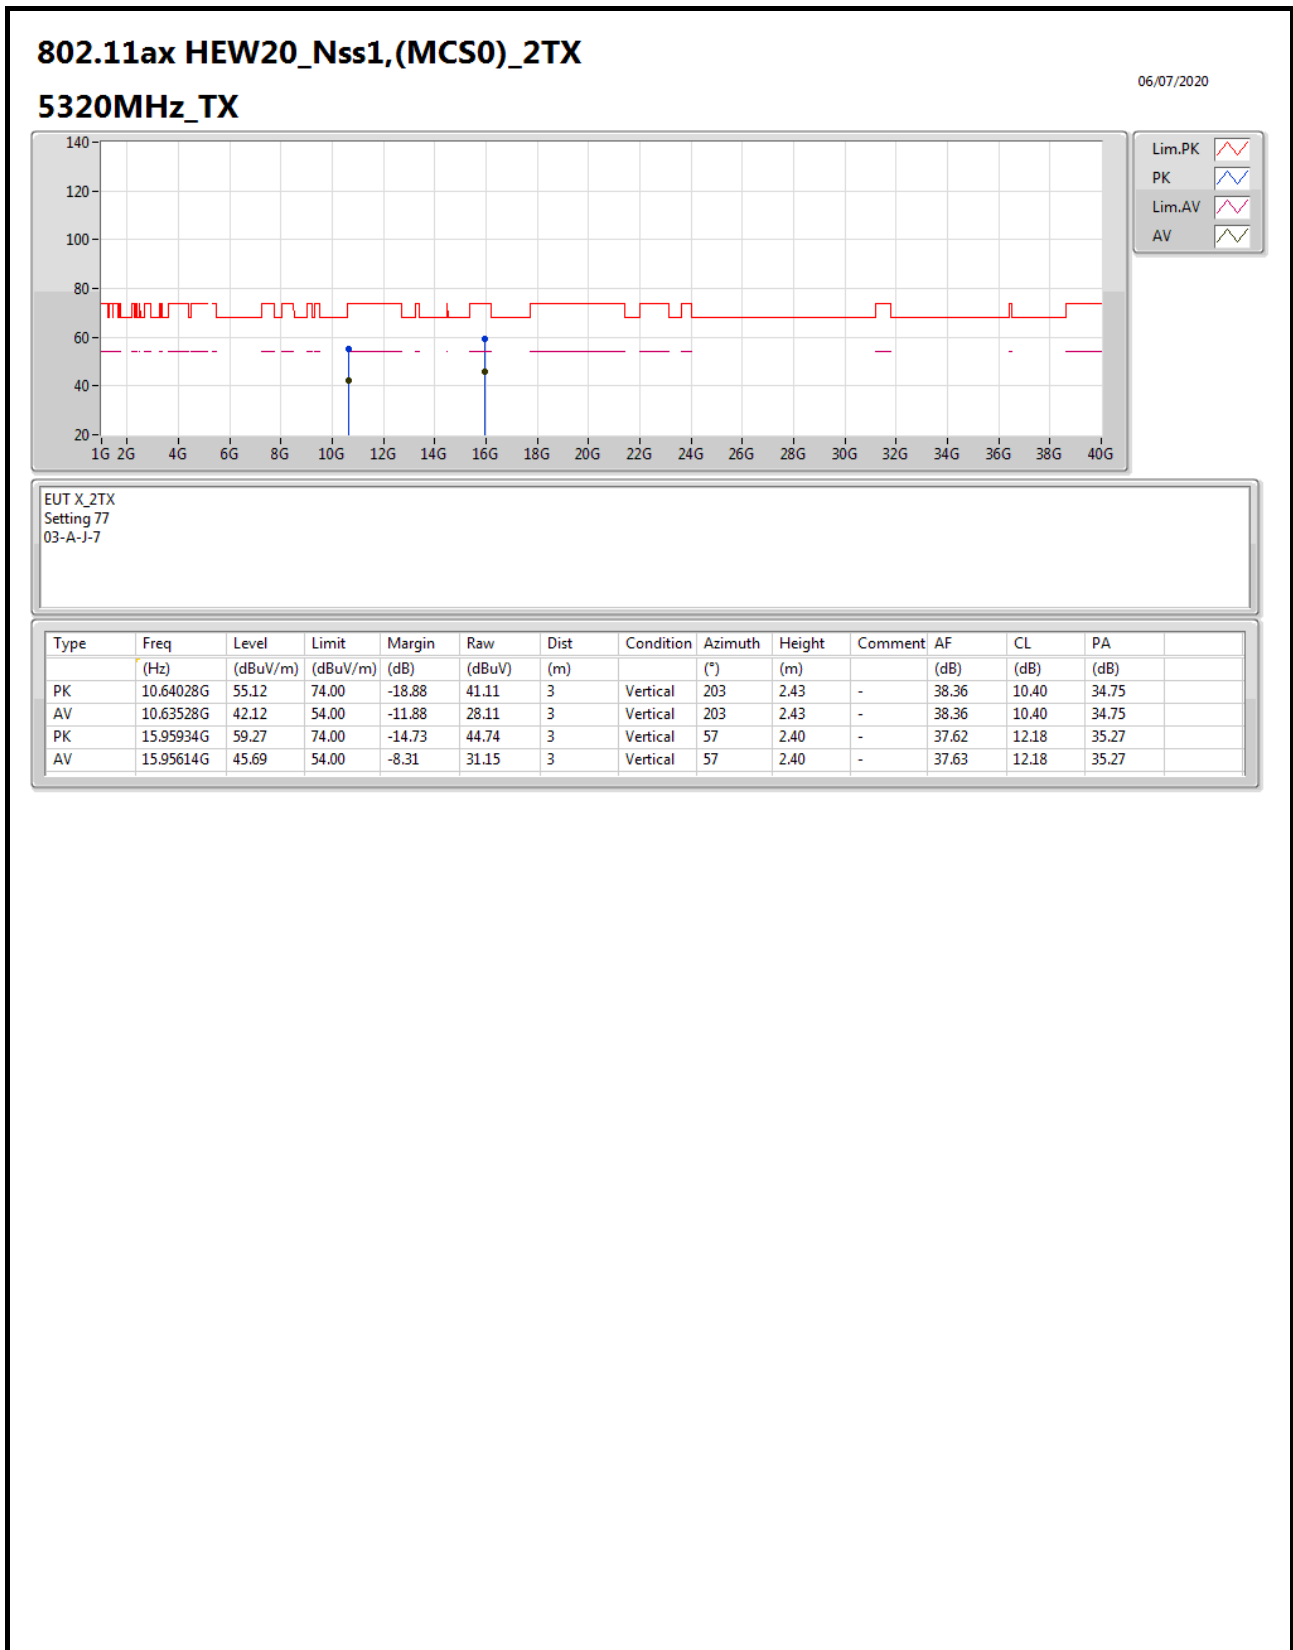 802.11ax HEW20_Nss1,(MCS0)_2TX
06/07/2020
5320MHz_TX
140
120
100
80
60
40
20
1G 2G 4G 6G 8G 10G 12G 14G 16G 18G 20G 22G 24G 26G 28G 30G 32G 34G 36G 38G 40G
Lim.PK
PK
Lim.AV
AV
EUT X_2TX
Setting 77
03-A-J-7
Type Freq Level Limit Margin Raw Dist Condition Azimuth Height Comment AF CL PA
(Hz) (dBuV/m) (dBuV/m) (dB) (dBuV) (m) (°) (m) (dB) (dB) (dB)
PK 10.64028G 55.12 74.00 -18.88 41.11 3 Vertical 203 2.43 - 38.36 10.40 34.75
AV 10.63528G 42.12 54.00 -11.88 28.11 3 Vertical 203 2.43 - 38.36 10.40 34.75
PK 15.95934G 59.27 74.00 -14.73 44.74 3 Vertical 57 2.40 - 37.62 12.18 35.27
AV 15.95614G 45.69 54.00 -8.31 31.15 3 Vertical 57 2.40 - 37.63 12.18 35.27